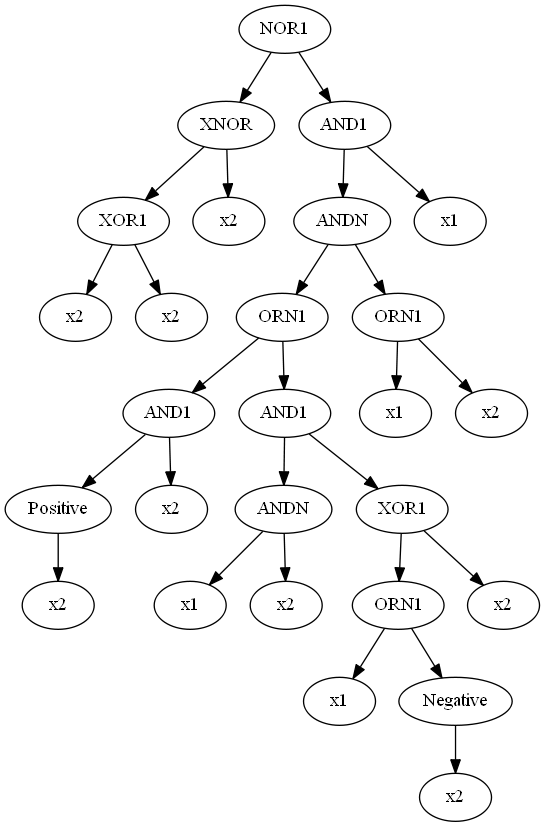 NOR1
XNOR AND1
XOR1 x2 ANDN x1
x2 x2 ORN1 ORN1
AND1 AND1 x1 x2
Positive x2 ANDN XOR1
x2 x1 x2 ORN1 x2
x1 Negative
x2